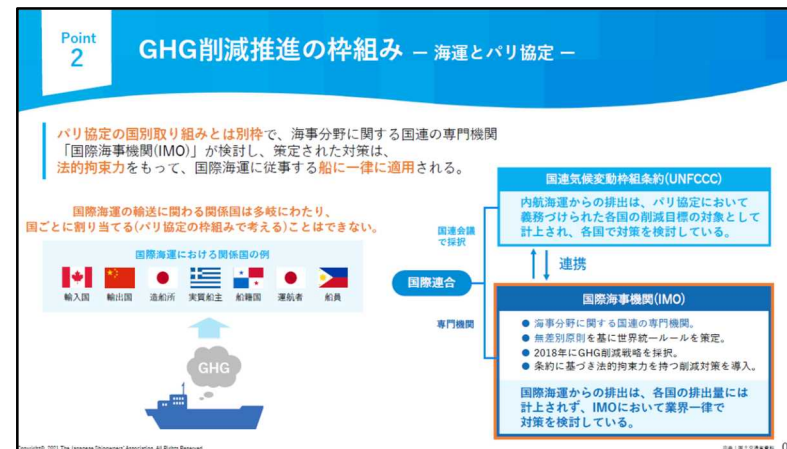 Point
2
GHG削減推進の枠組み ― 海運とパリ協定 ―
パリ協定の国別取り組みとは別枠で、海事分野に関する国連の専門機関
「国際海事機関(IMO)」が検討し、策定された対策は、
法的拘束力をもって、国際海運に従事する船に一律に適用される。
国際海運の輸送に関わる関係国は多岐にわたり、
国ごとに割り当てる(パリ協定の枠組みで考える)ことはできない。
国際海運における関係国の例
輸入国 輸出国 造船所 実質船主 船籍国 運航者 船員
GHG
国連会議
で採択
国際連合
専門機関
国連気候変動枠組条約(UNFCCC)
内航海運からの排出は、パリ協定において
義務づけられた各国の削減目標の対象として
計上され、各国で対策を検討している。
連携
国際海事機関(IMO)
● 海事分野に関する国連の専門機関。
● 無差別原則を基に世界統一ルールを策定。
● 2018年にGHG削減戦略を採択。
● 条約に基づき法的拘束力を持つ削減対策を導入。
国際海運からの排出は、各国の排出量には
計上されず、IMOにおいて業界一律で
対策を検討している。
Copyright© 2021 The Japanese Shipowners' Association. All Rights Reserved.